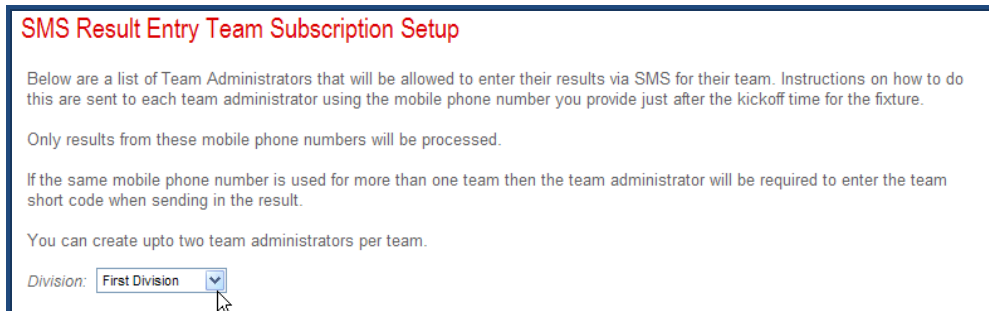 SMS Result Entry Team Subscription Setup
Below are a list of Team Administrators that will be allowed to enter their results via SMS for their team. Instructions on how to do
this are sent to each team administrator using the mobile phone number you provide just after the kickoff time for the fixture.
Only results from these mobile phone numbers will be processed.
If the same mobile phone number is used for more than one team then the team administrator will be required to enter the team
short code when sending in the result.
You can create upto two team administrators per team.
Division: First Division